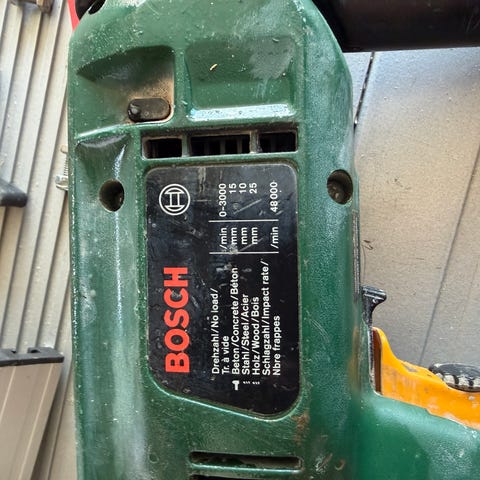 BOSCH
Drehzahl/No load/
Tr. à vide /min 0-3000
Beton/Concrete/Béton mm 15
Stahl/Steel/Acier mm 10
Holz/Wood/Bois mm 25
Schlagzahl/Impact rate/
Nbre frappes /min 48000